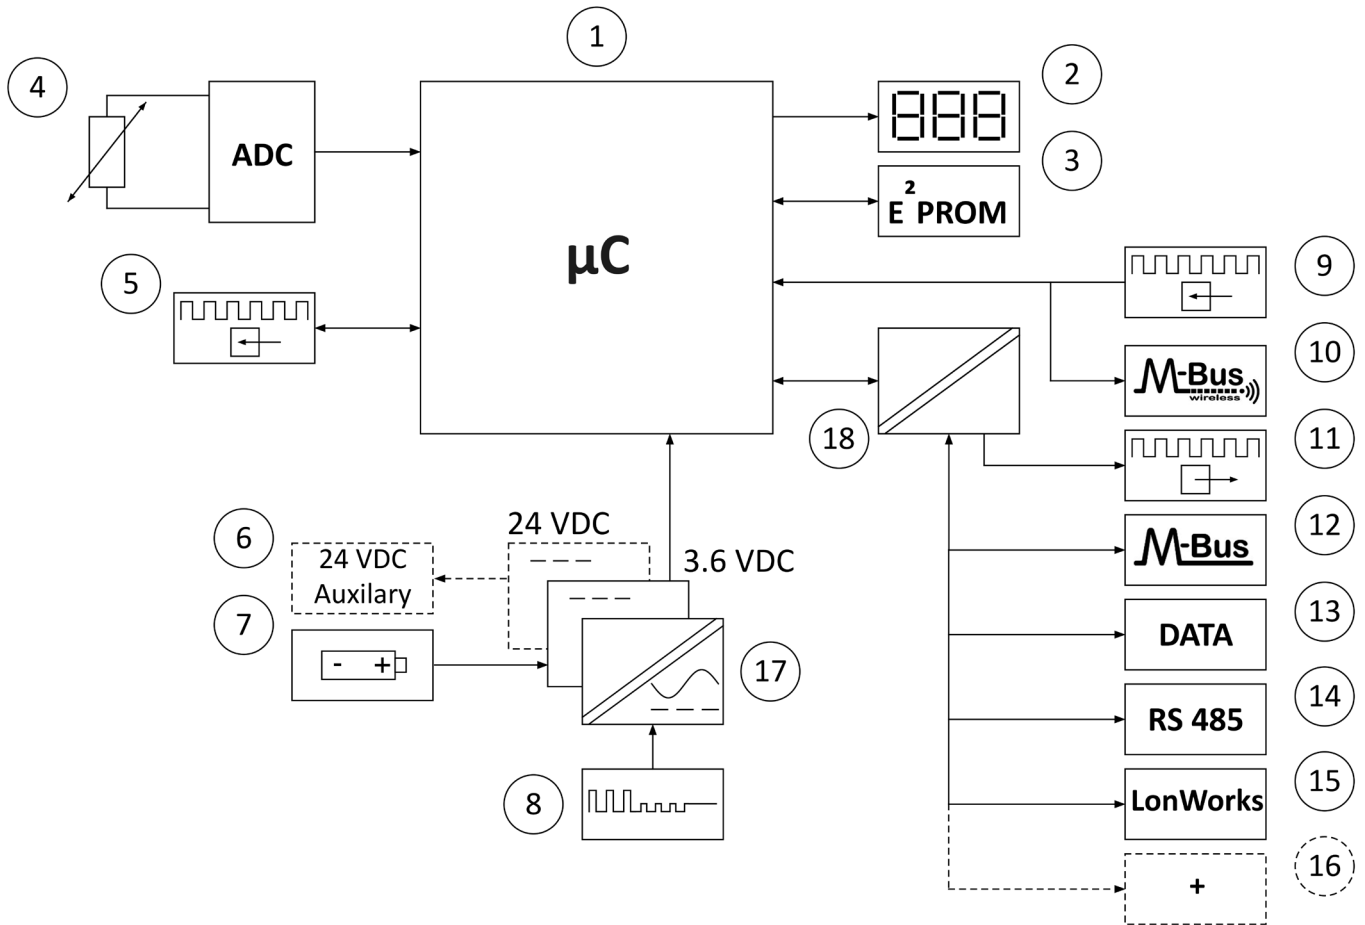 1
2
4
ADC
888
3
E²PROM
µC
5
9
10
M-Bus
wireless
18
11
6
24 VDC
12
24 VDC
Auxilary
3.6 VDC
M-Bus
7
13
- +
17
DATA
14
RS 485
8
15
LonWorks
16
+